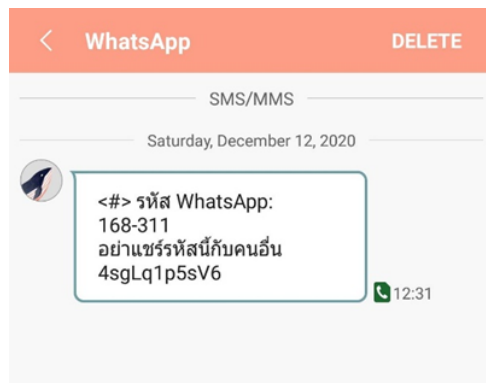 WhatsApp DELETE
SMS/MMS
Saturday, December 12, 2020
<#> รหัส WhatsApp:
168-311
อย่าแชร์รหัสนี้กับคนอื่น
4sgLq1p5sV6
12:31